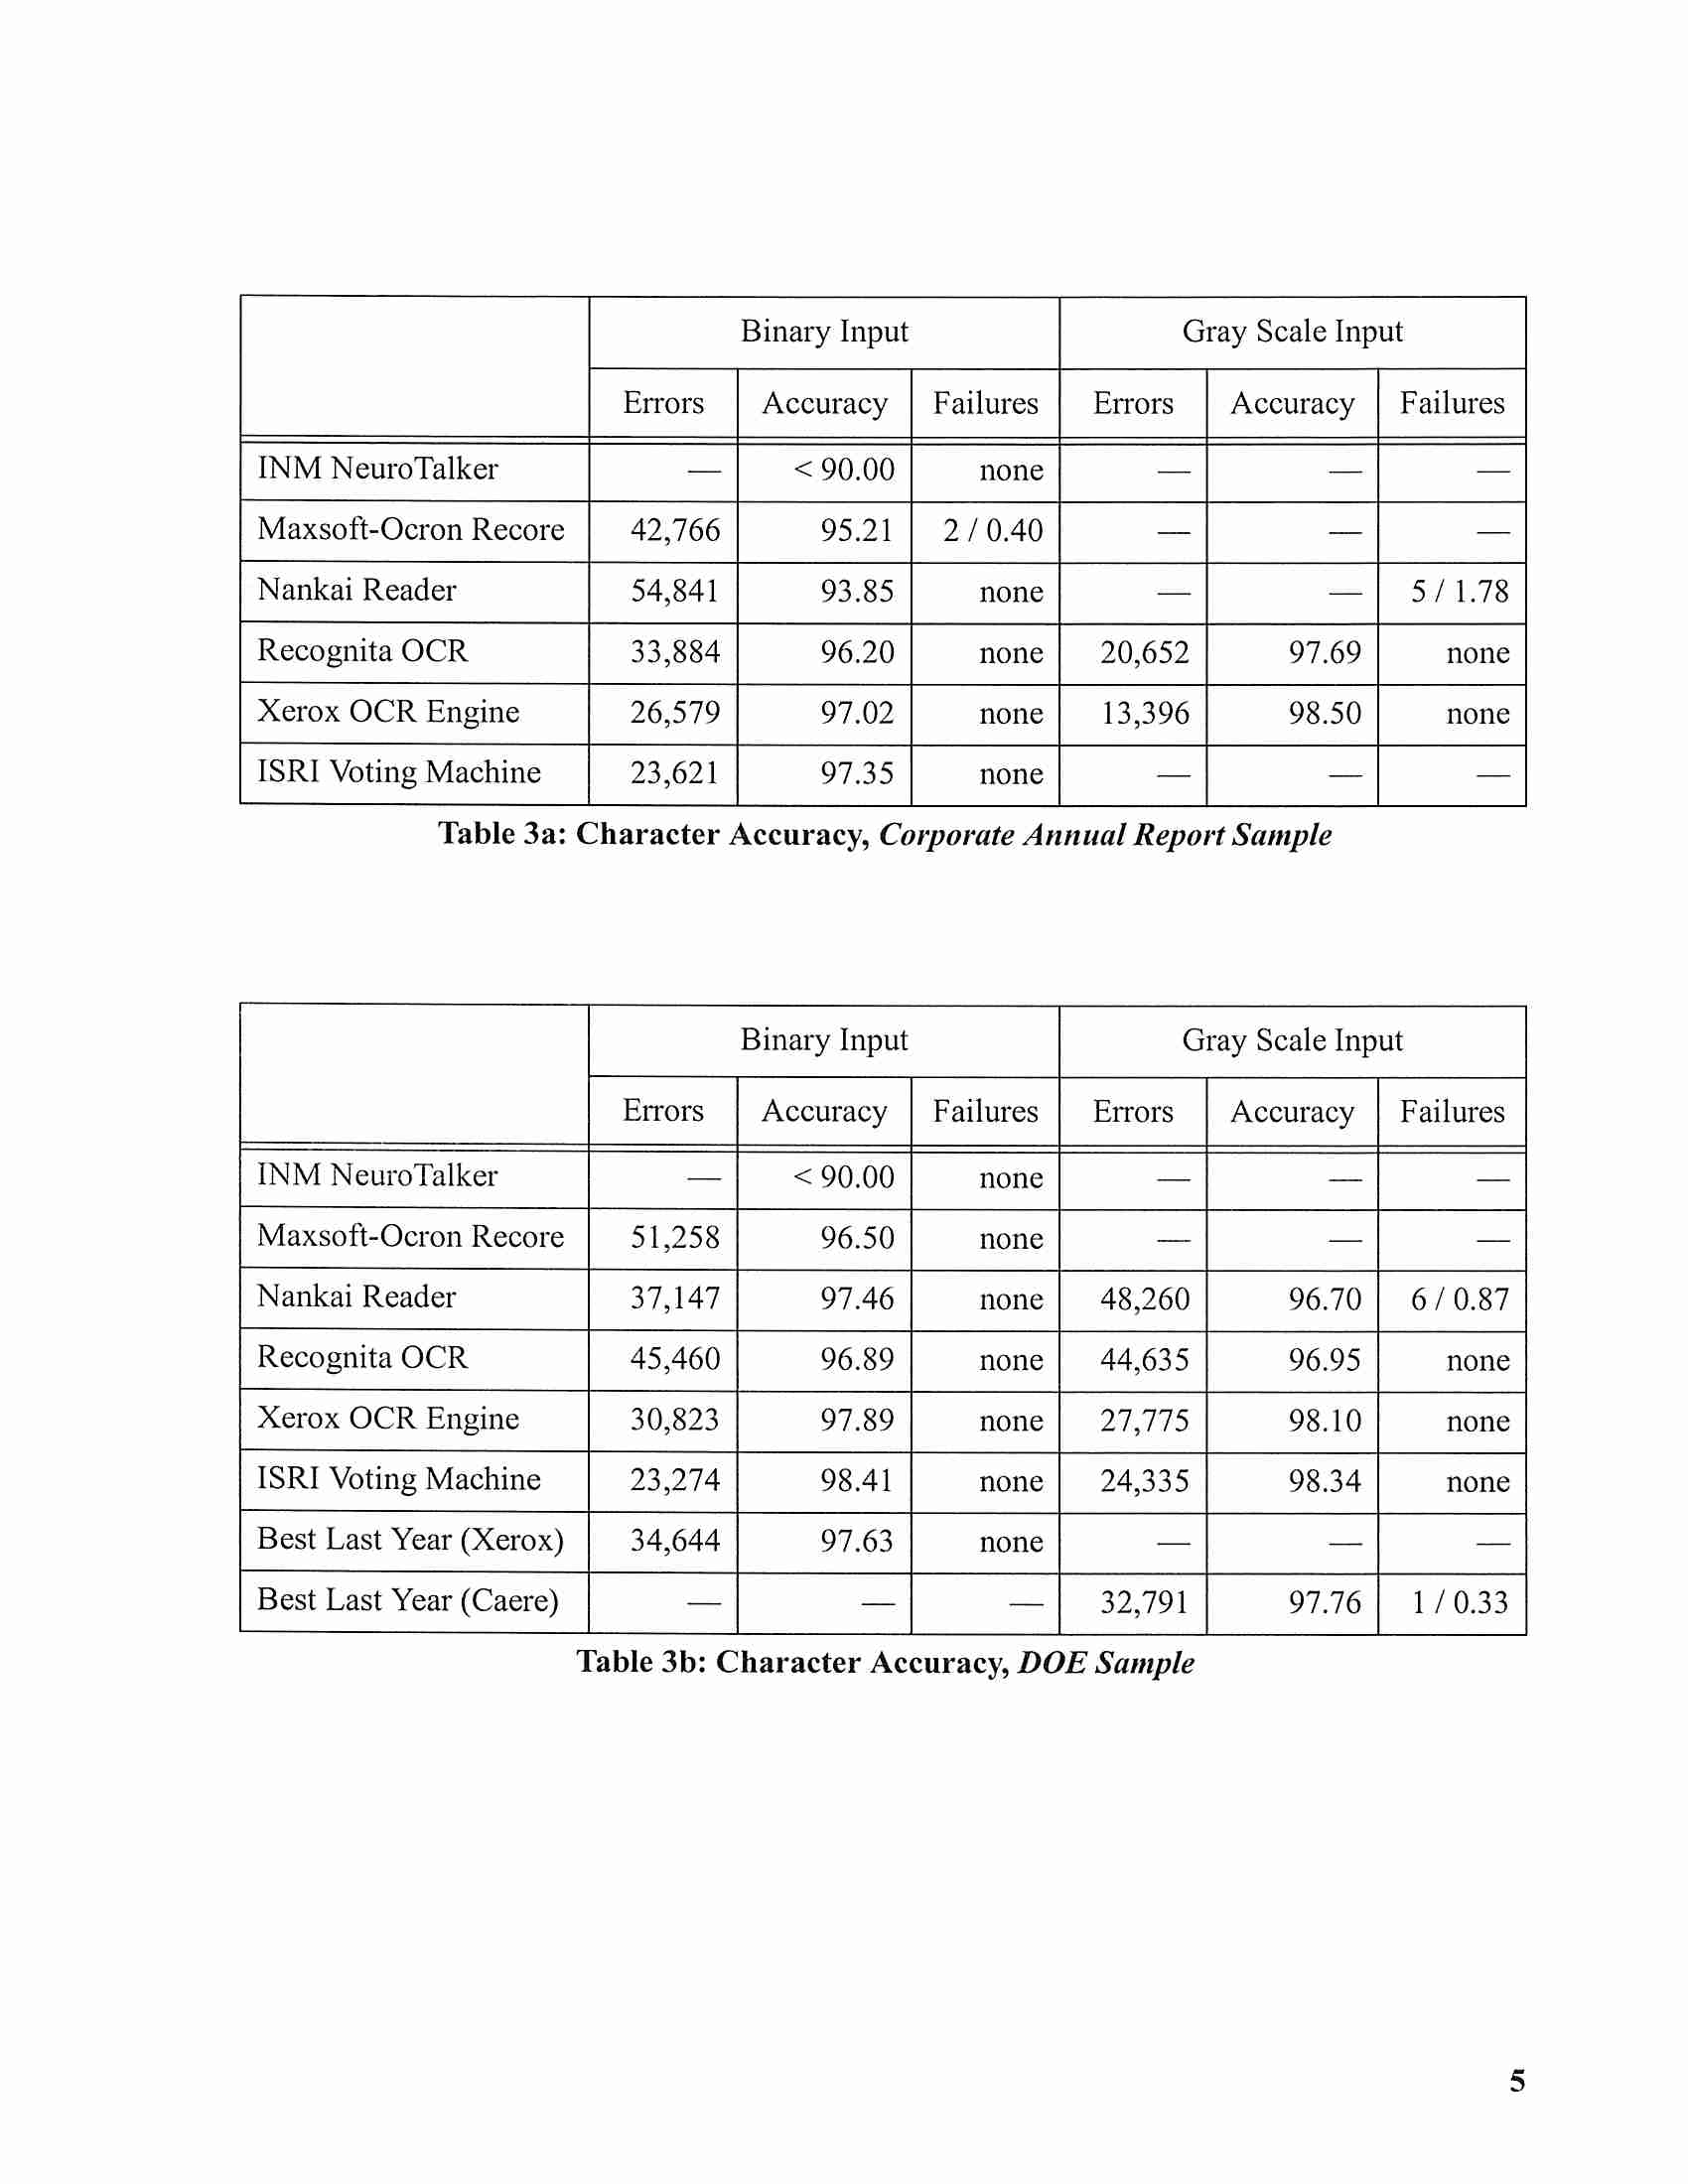 Binary Input Gray Scale Input
Errors Accuracy Failures Errors Accuracy Failures
INM NeuroTalker — < 90.00 none — — —
Maxsoft-Ocron Recore 42,766 95.21 2 / 0.40 — — —
Nankai Reader 54,841 93.85 none — — 5 / 1.78
Recognita OCR 33,884 96.20 none 20,652 97.69 none
Xerox OCR Engine 26,579 97.02 none 13,396 98.50 none
ISRI Voting Machine 23,621 97.35 none — — —
Table 3a: Character Accuracy, Corporate Annual Report Sample
Binary Input Gray Scale Input
Errors Accuracy Failures Errors Accuracy Failures
INM NeuroTalker — < 90.00 none — — —
Maxsoft-Ocron Recore 51,258 96.50 none — — —
Nankai Reader 37,147 97.46 none 48,260 96.70 6 / 0.87
Recognita OCR 45,460 96.89 none 44,635 96.95 none
Xerox OCR Engine 30,823 97.89 none 27,775 98.10 none
ISRI Voting Machine 23,274 98.41 none 24,335 98.34 none
Best Last Year (Xerox) 34,644 97.63 none — — —
Best Last Year (Caere) — — — 32,791 97.76 1 / 0.33
Table 3b: Character Accuracy, DOE Sample
5